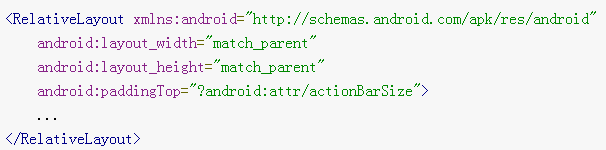 <RelativeLayout xmlns:android="http://schemas.android.com/apk/res/android"
    android:layout_width="match_parent"
    android:layout_height="match_parent"
    android:paddingTop="?android:attr/actionBarSize">
    ...
</RelativeLayout>